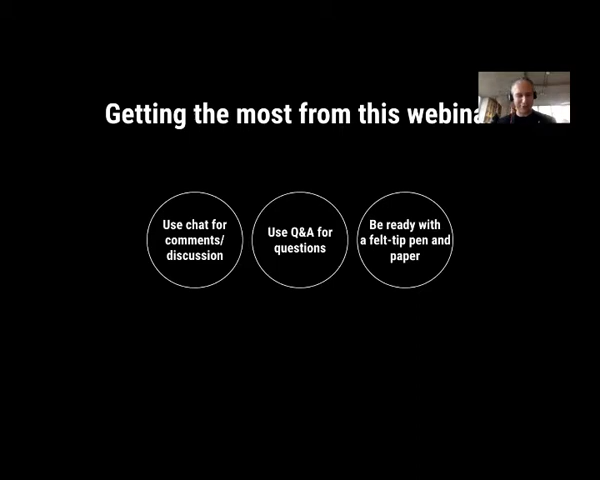 Getting the most from this webina
Use chat for
comments/
discussion
Use Q&A for
questions
Be ready with
a felt-tip pen and
paper